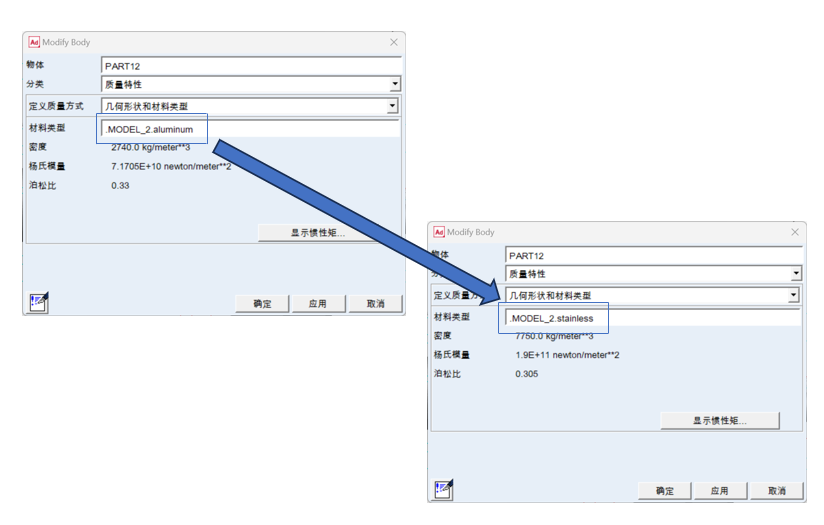 Ad Modify Body
物体 PART12
分类 质量特性
定义质量方式 几何形状和材料类型
材料类型 .MODEL_2.aluminum
密度 2740.0 kg/meter**3
杨氏模量 7.1705E+10 newton/meter**2
泊松比 0.33
显示惯性矩...
确定 应用 取消
Ad Modify Body
物体 PART12
质量特性
定义质量方 几何形状和材料类型
材料类型 .MODEL_2.stainless
密度 7750.0 kg/meter**3
杨氏模量 1.9E+11 newton/meter**2
泊松比 0.305
显示惯性矩...
确定 应用 取消